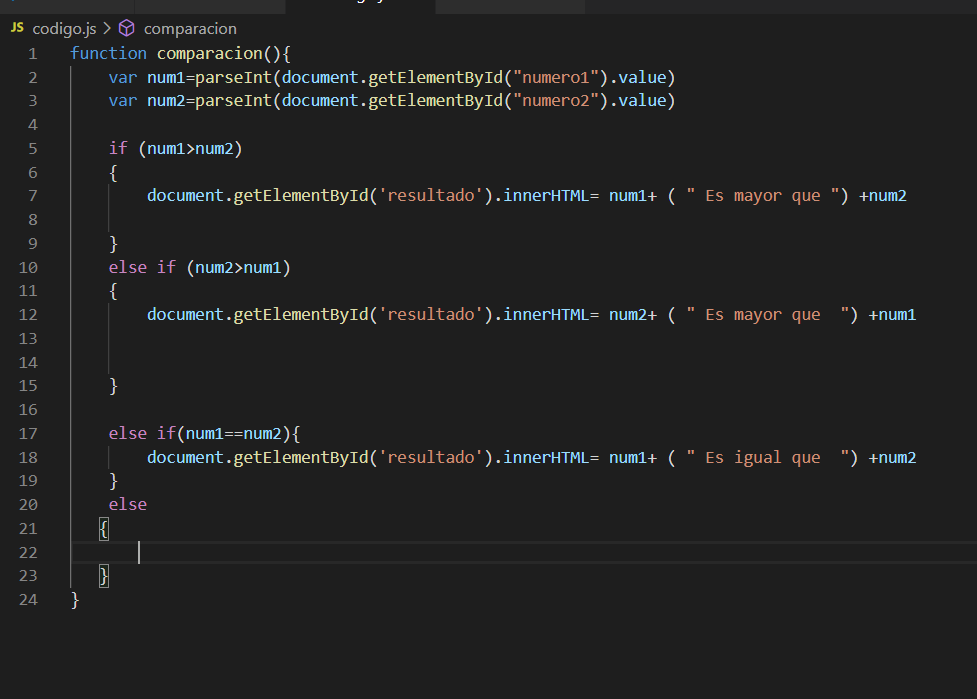 JS codigo.js > comparacion
1 function comparacion(){
2 var num1=parseInt(document.getElementById("numero1").value)
3 var num2=parseInt(document.getElementById("numero2").value)
4
5 if (num1>num2)
6 {
7 document.getElementById('resultado').innerHTML= num1+ ( " Es mayor que ") +num2
8
9 }
10 else if (num2>num1)
11 {
12 document.getElementById('resultado').innerHTML= num2+ ( " Es mayor que  ") +num1
13
14
15 }
16
17 else if(num1==num2){
18 document.getElementById('resultado').innerHTML= num1+ ( " Es igual que  ") +num2
19 }
20 else
21 {
22
23 }
24 }